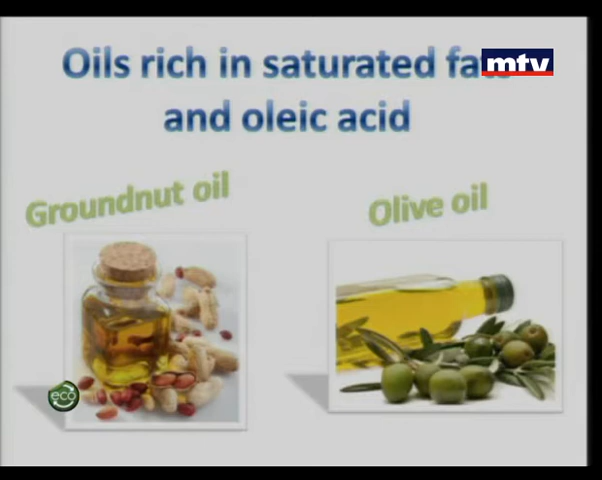 Oils rich in saturated
mtv
and oleic acid
Groundnut oil
Olive oil
eco